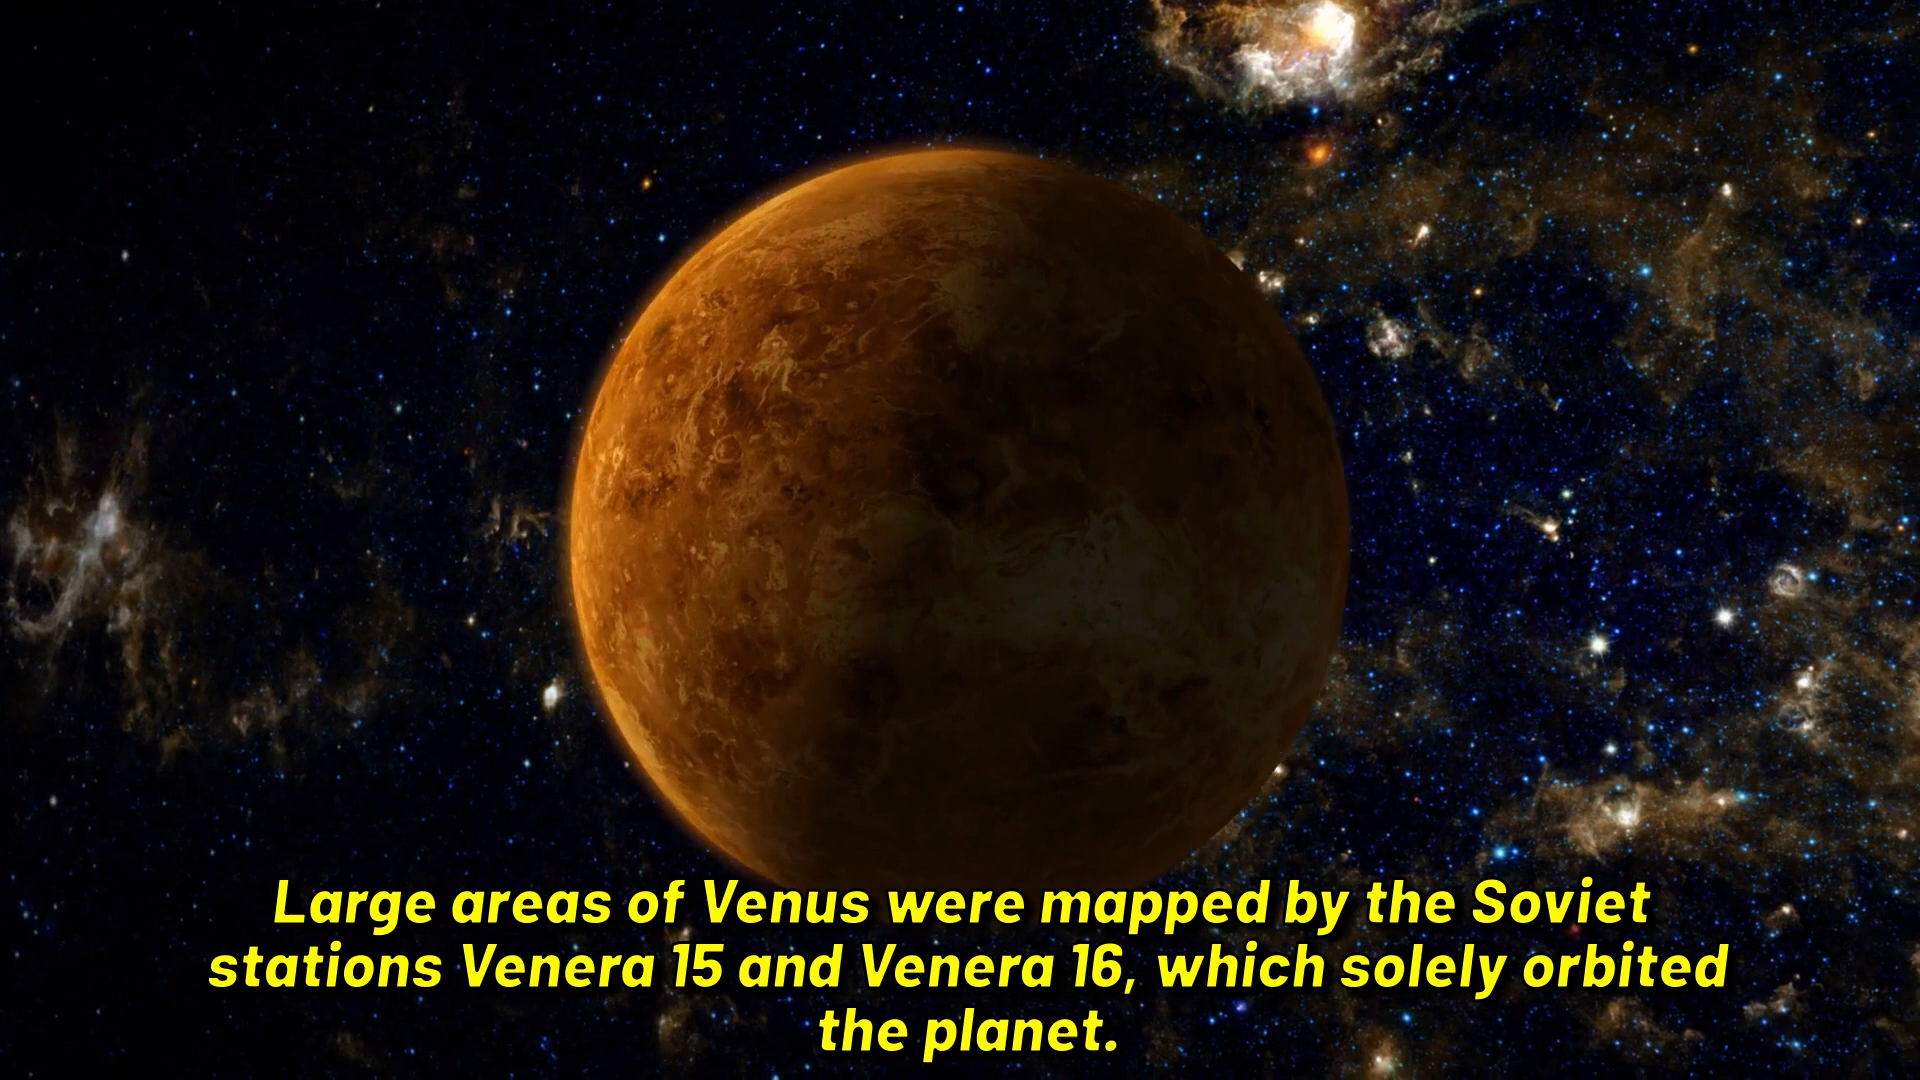 Large areas of Venus were mapped by the Soviet
stations Venera 15 and Venera 16, which solely orbited
the planet.